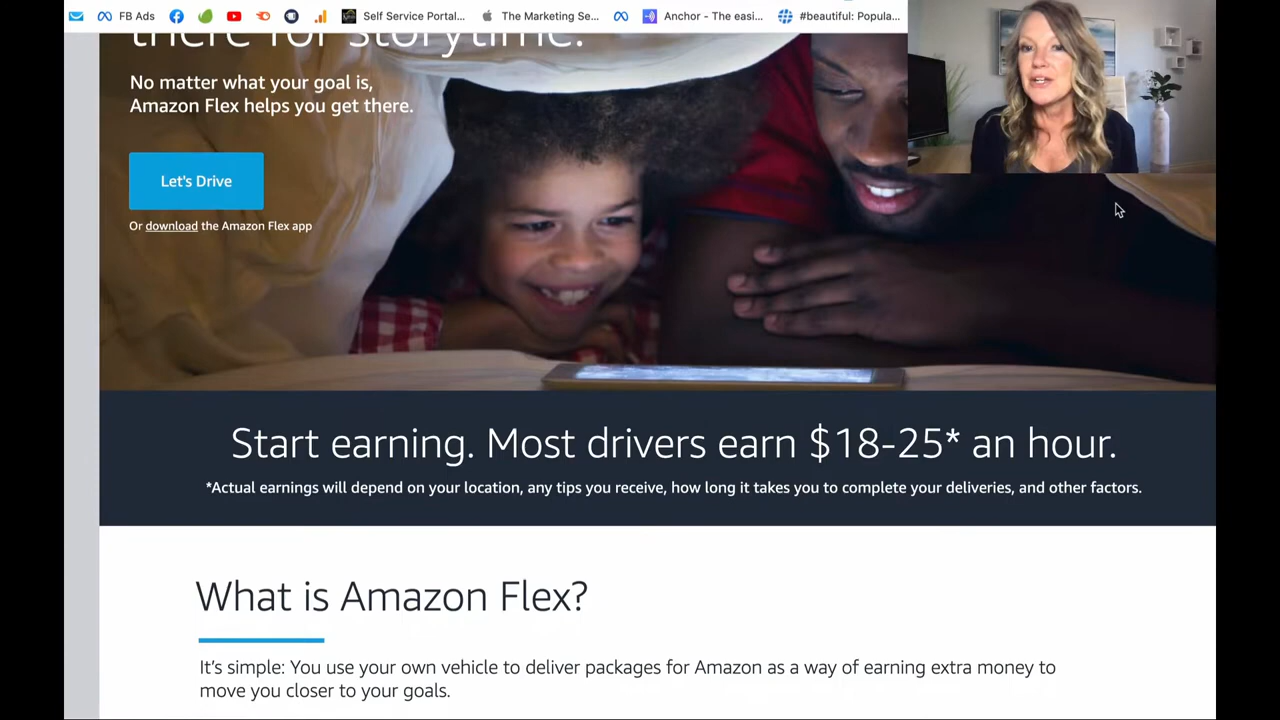 FB Ads
Self Service Portal...
The Marketing Se...
Anchor - The easi...
#beautiful: Popula...
there for storytime.
No matter what your goal is,
Amazon Flex helps you get there.
Let's Drive
Or download the Amazon Flex app
Start earning. Most drivers earn $18-25* an hour.
*Actual earnings will depend on your location, any tips you receive, how long it takes you to complete your deliveries, and other factors.
What is Amazon Flex?
It’s simple: You use your own vehicle to deliver packages for Amazon as a way of earning extra money to
move you closer to your goals.